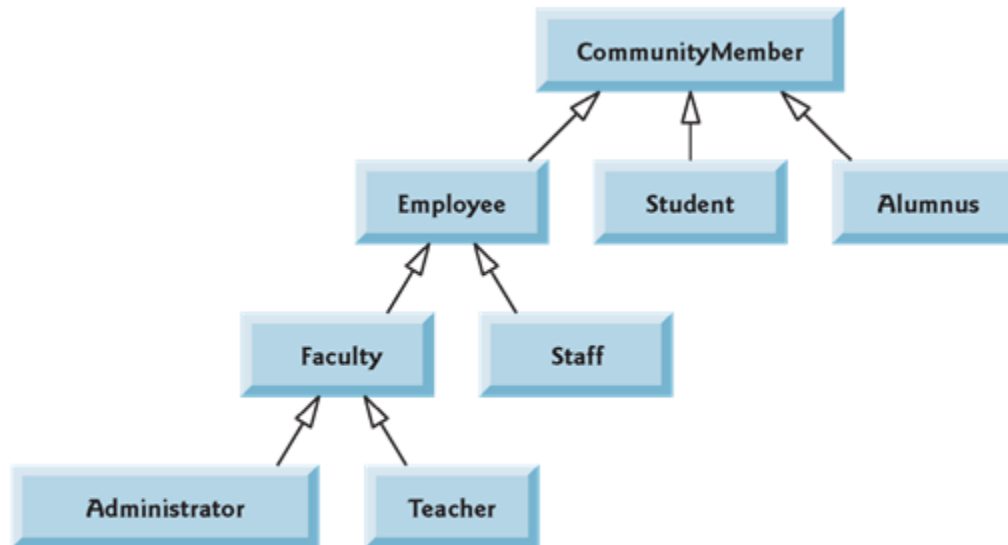 CommunityMember
Employee
Student
Alumnus
Faculty
Staff
Administrator
Teacher